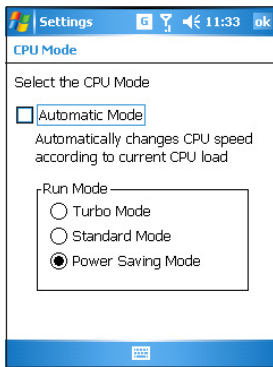 Settings G 11:33 ok
CPU Mode
Select the CPU Mode
Automatic Mode
Automatically changes CPU speed
according to current CPU load
Run Mode
Turbo Mode
Standard Mode
Power Saving Mode